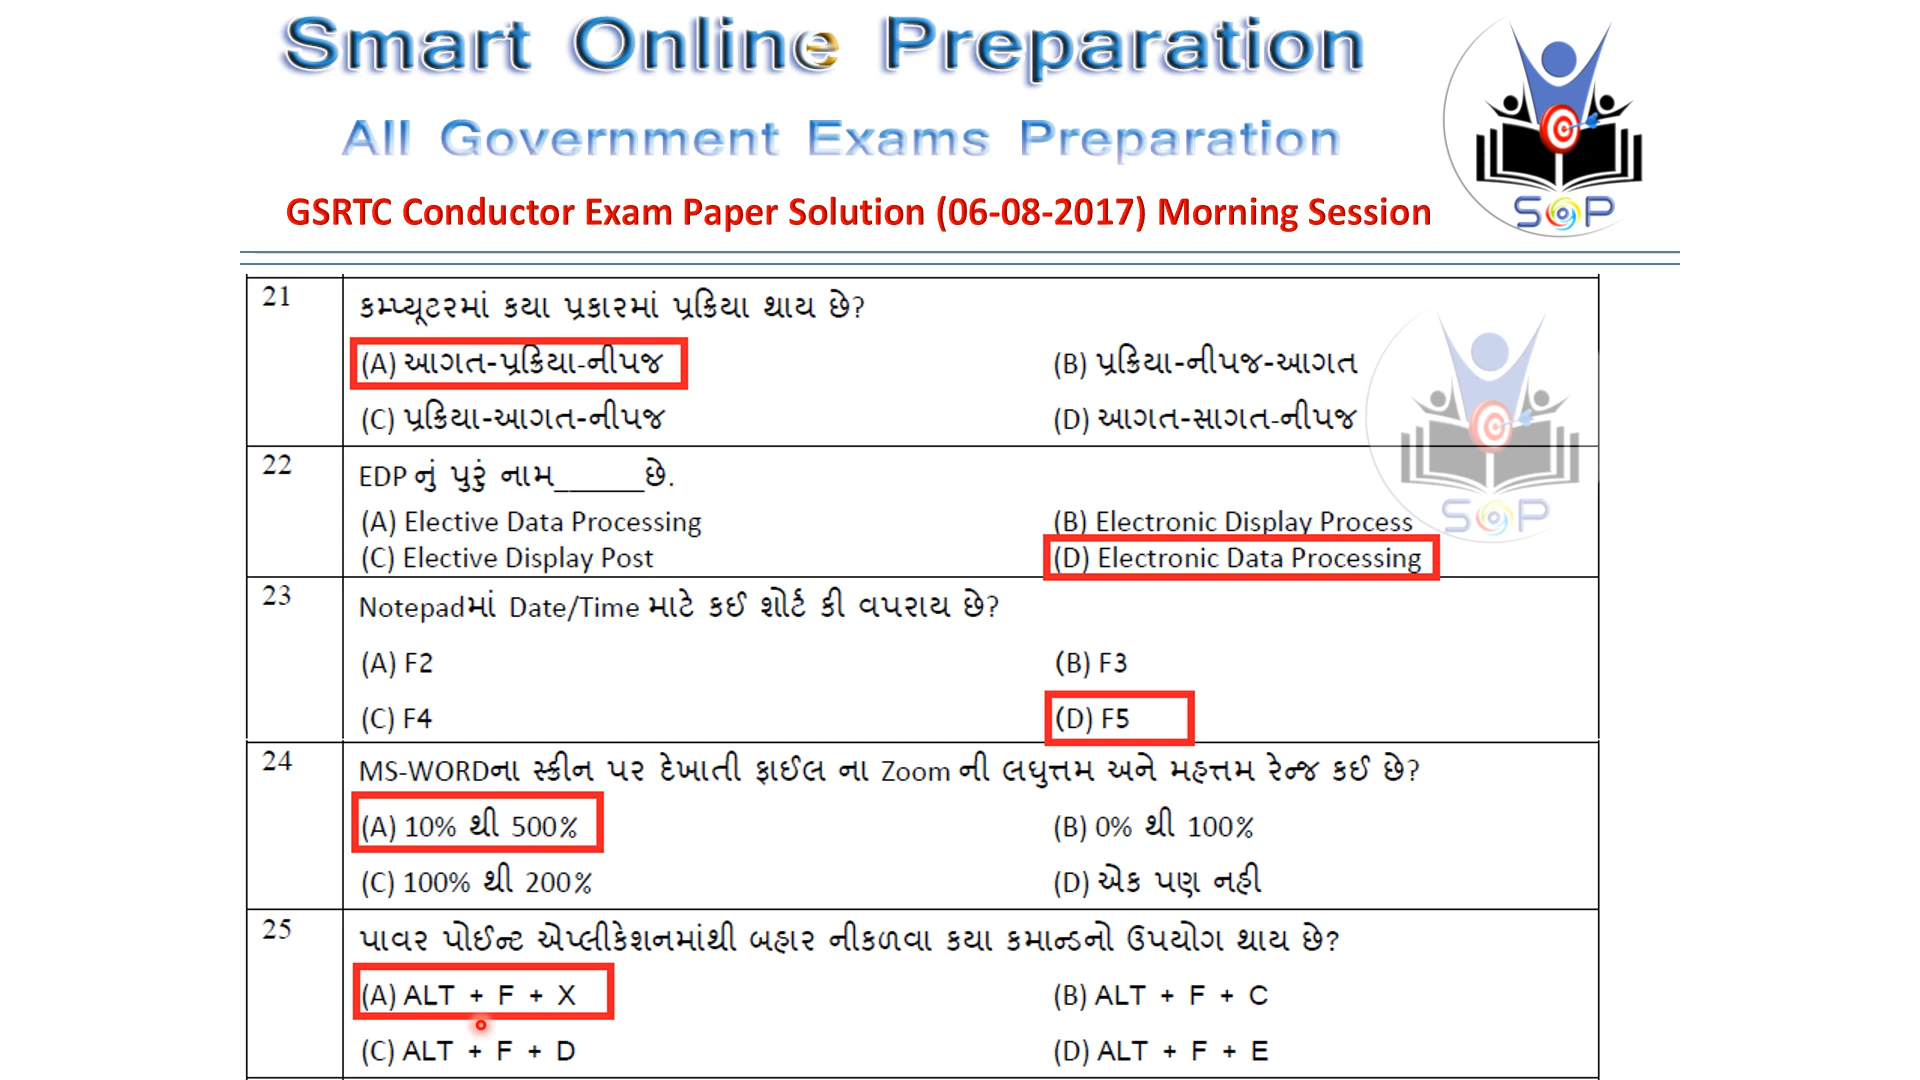 Smart Online Preparation
All Government Exams Preparation
GSRTC Conductor Exam Paper Solution (06-08-2017) Morning Session
S@P
21 કમ્પ્યૂટરમાં કયા પ્રકારમાં પ્રક્રિયા થાય છે?
(A) આગત-પ્રક્રિયા-નીપજ (B) પ્રક્રિયા-નીપજ-આગત
(C) પ્રક્રિયા-આગત-નીપજ (D) આગત-સાગત-નીપજ
22 EDP નું પુરું નામ______છે.
(A) Elective Data Processing (B) Electronic Display Process
(C) Elective Display Post (D) Electronic Data Processing
S@P
23 Notepadમાં Date/Time માટે કઈ શોર્ટ કી વપરાય છે?
(A) F2 (B) F3
(C) F4 (D) F5
24 MS-WORDના સ્ક્રીન પર દેખાતી ફાઈલ ના Zoom ની લઘુત્તમ અને મહત્તમ રેન્જ કઈ છે?
(A) 10% થી 500% (B) 0% થી 100%
(C) 100% થી 200% (D) એક પણ નહી
25 પાવર પોઈન્ટ એપ્લીકેશનમાંથી બહાર નીકળવા કયા કમાન્ડનો ઉપયોગ થાય છે?
(A) ALT + F + X (B) ALT + F + C
(C) ALT + F + D (D) ALT + F + E